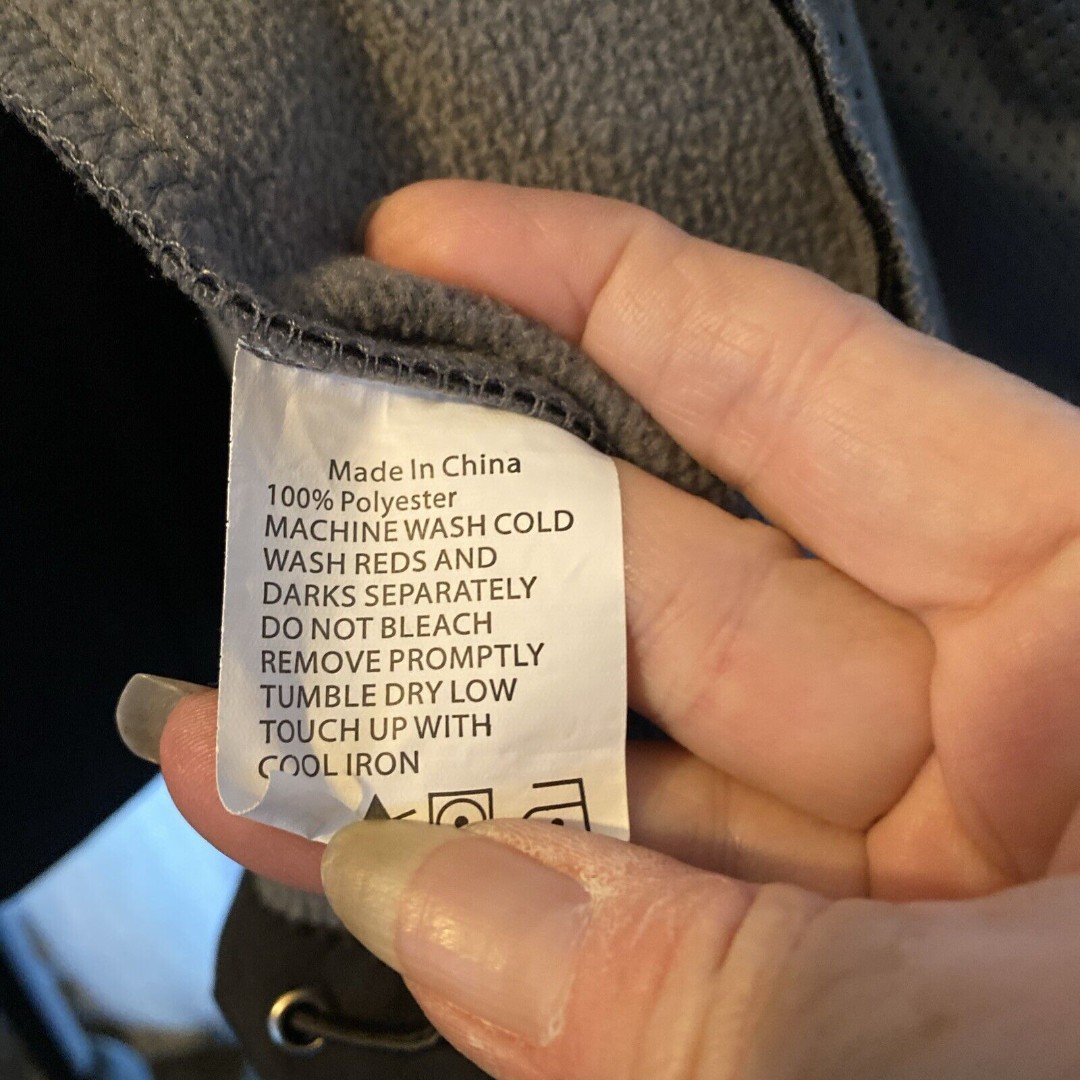 Made In China
100% Polyester
MACHINE WASH COLD
WASH REDS AND
DARKS SEPARATELY
DO NOT BLEACH
REMOVE PROMPTLY
TUMBLE DRY LOW
TOUCH UP WITH
COOL IRON